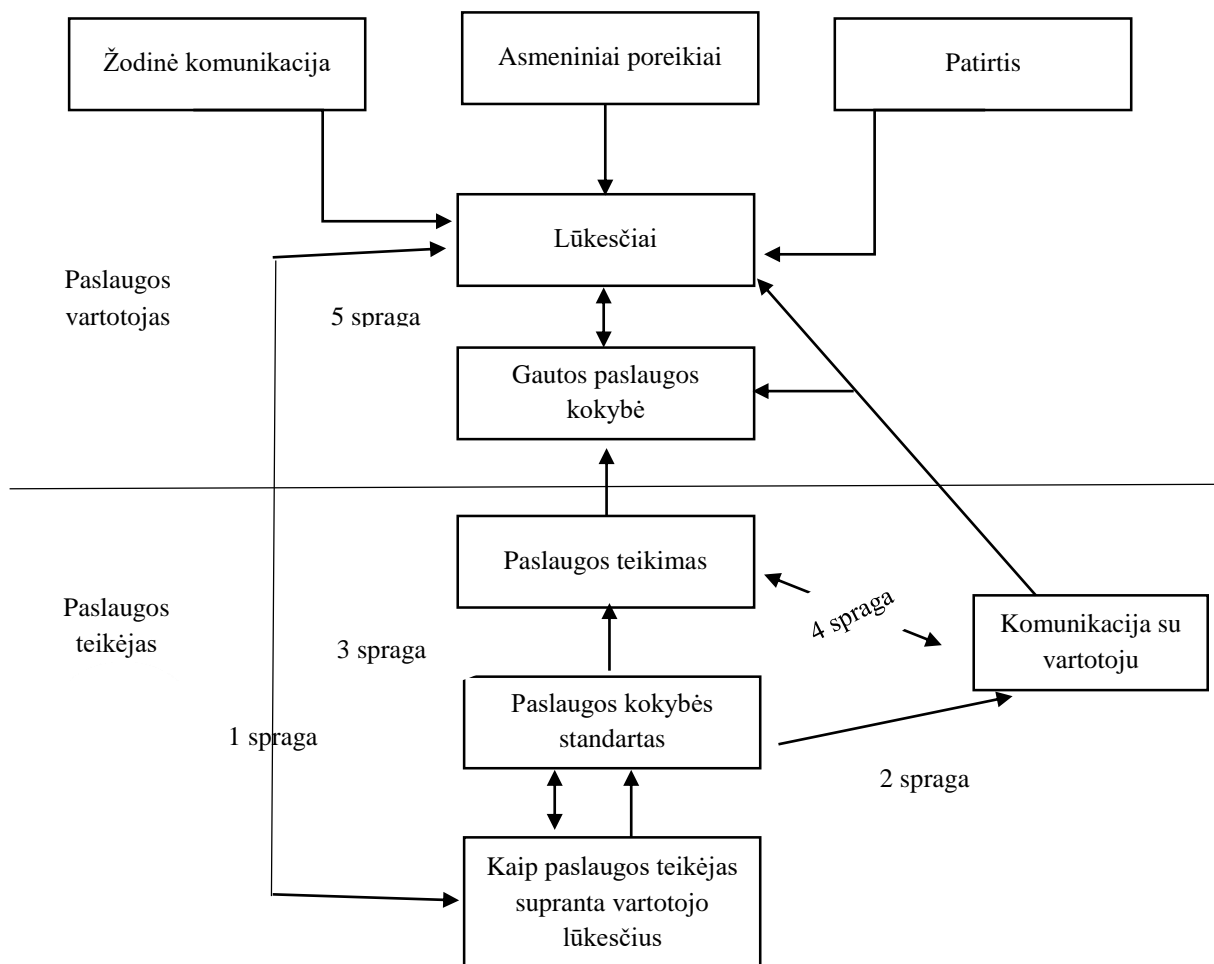 Žodinė komunikacija
Asmeniniai poreikiai
Patirtis
Lūkesčiai
Paslaugos
vartotojas
5 spraga
Gautos paslaugos
kokybė
Paslaugos teikimas
Paslaugos
teikėjas
4 spraga
Komunikacija su
vartotoju
3 spraga
Paslaugos kokybės
standartas
1 spraga
2 spraga
Kaip paslaugos teikėjas
supranta vartotojo
lūkesčius